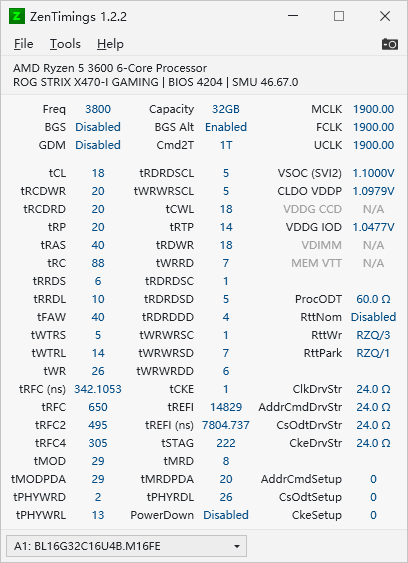 ZenTimings 1.2.2
File Tools Help
AMD Ryzen 5 3600 6-Core Processor
ROG STRIX X470-I GAMING | BIOS 4204 | SMU 46.67.0
Freq 3800 Capacity 32GB MCLK 1900.00
BGS Disabled BGS Alt Enabled FCLK 1900.00
GDM Disabled Cmd2T 1T UCLK 1900.00
tCL 18 tRDRDSCL 5 VSOC (SVI2) 1.1000V
tRCDWR 20 tWRWRSCL 5 CLDO VDDP 1.0979V
tRCDRD 20 tCWL 18 VDDG CCD N/A
tRP 20 tRTP 14 VDDG IOD 1.0477V
tRAS 40 tRDWR 18 VDIMM N/A
tRC 88 tWRRD 7 MEM VTT N/A
tRRDS 6 tRDRDSC 1
tRRDL 10 tRDRDSD 5 ProcODT 60.0 Ω
tFAW 40 tRDRDDD 4 RttNom Disabled
tWTRS 5 tWRWRSC 1 RttWr RZQ/3
tWTRL 14 tWRWRSD 7 RttPark RZQ/1
tWR 26 tWRWRDD 6
tRFC (ns) 342.1053 tCKE 1 ClkDrvStr 24.0 Ω
tRFC 650 tREFI 14829 AddrCmdDrvStr 24.0 Ω
tRFC2 495 tREFI (ns) 7804.737 CsOdtDrvStr 24.0 Ω
tRFC4 305 tSTAG 222 CkeDrvStr 24.0 Ω
tMOD 29 tMRD 8
tMODPDA 29 tMRDPDA 20 AddrCmdSetup 0
tPHYWRD 2 tPHYRDL 26 CsOdtSetup 0
tPHYWRL 13 PowerDown Disabled CkeSetup 0
A1: BL16G32C16U4B.M16FE